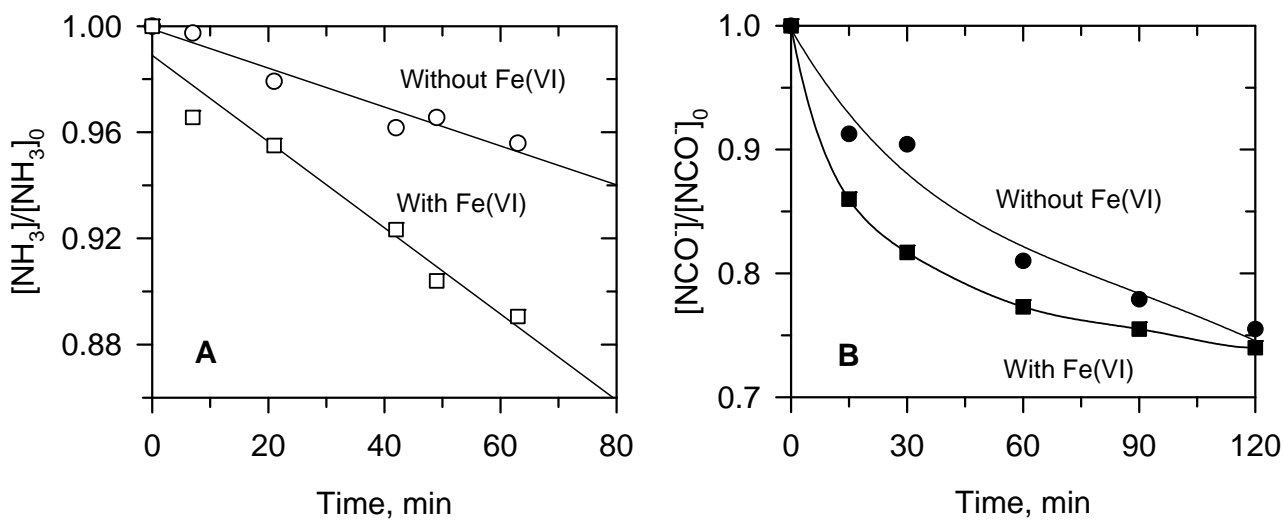 1.00
0.96
0.92
0.88
[NH₃]/[NH₃]₀
Without Fe(VI)
With Fe(VI)
A
0 20 40 60 80
Time, min
1.0
0.9
0.8
0.7
[NCO⁻]/[NCO⁻]₀
Without Fe(VI)
With Fe(VI)
B
0 30 60 90 120
Time, min